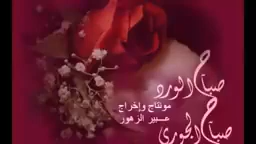 صباح الورد
مونتاج وإخراج
عبير الزهور
صباح الجوري